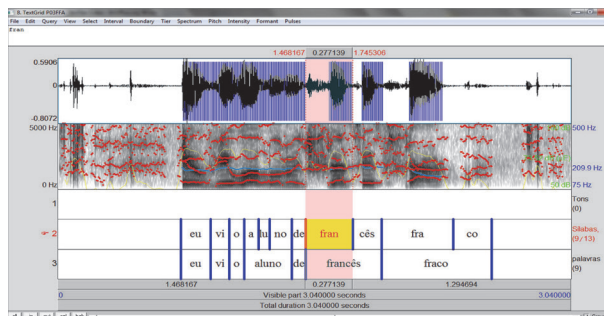 9. TextGrid PI03FFA
File Edit Query View Select Interval Boundary Tier Spectrum Pitch Intensity Formant Pulses
fran
1.468167 0.277139 1.745306
0.5906
0
-0.8072
5000 Hz 500 Hz
209.9 Hz
0 Hz 50 dB 75 Hz
1 Tons (0)
2 eu vi o a lu no de fran cês fra co Sílabas, (9/13)
3 eu vi o aluno de francês fraco palavras (9)
1.468167 0.277139 1.294694
0 Visible part 3.040000 seconds 3.040000
Total duration 3.040000 seconds